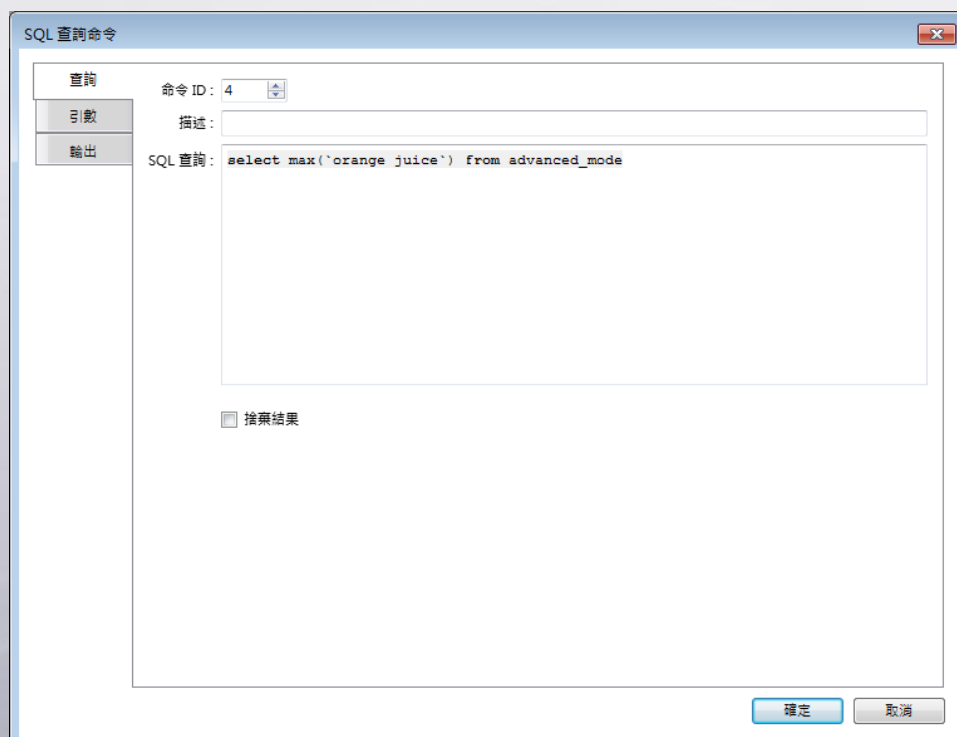 SQL 查詢命令
查詢
引數
輸出
命令 ID : 4
描述 :
SQL 查詢 : select max(`orange juice`) from advanced_mode
捨棄結果
確定
取消